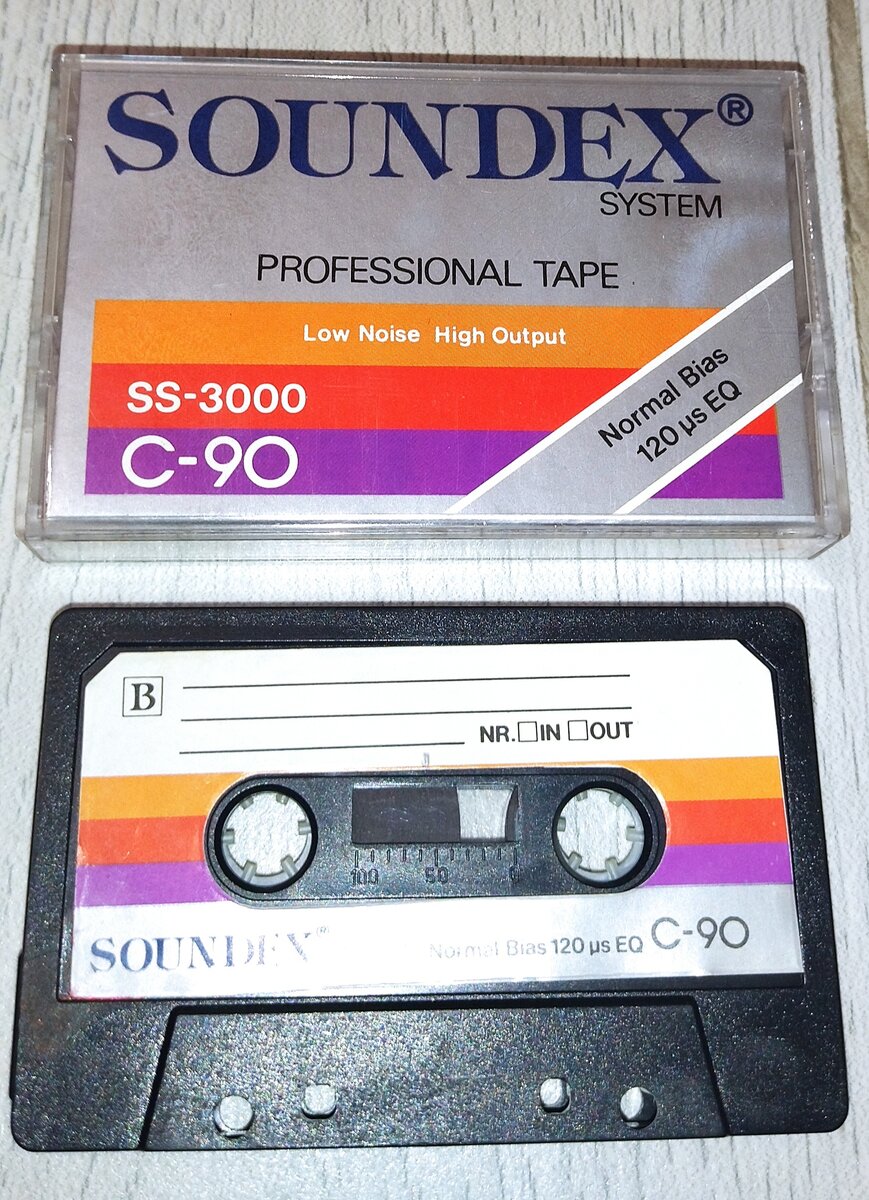 SOUNDEX®
SYSTEM
PROFESSIONAL TAPE
Low Noise High Output
SS-3000
C-90
Normal Bias
120 µs EQ
B
NR. IN OUT
100 50 0
SOUNDEX®
Normal Bias 120 µs EQ C-90